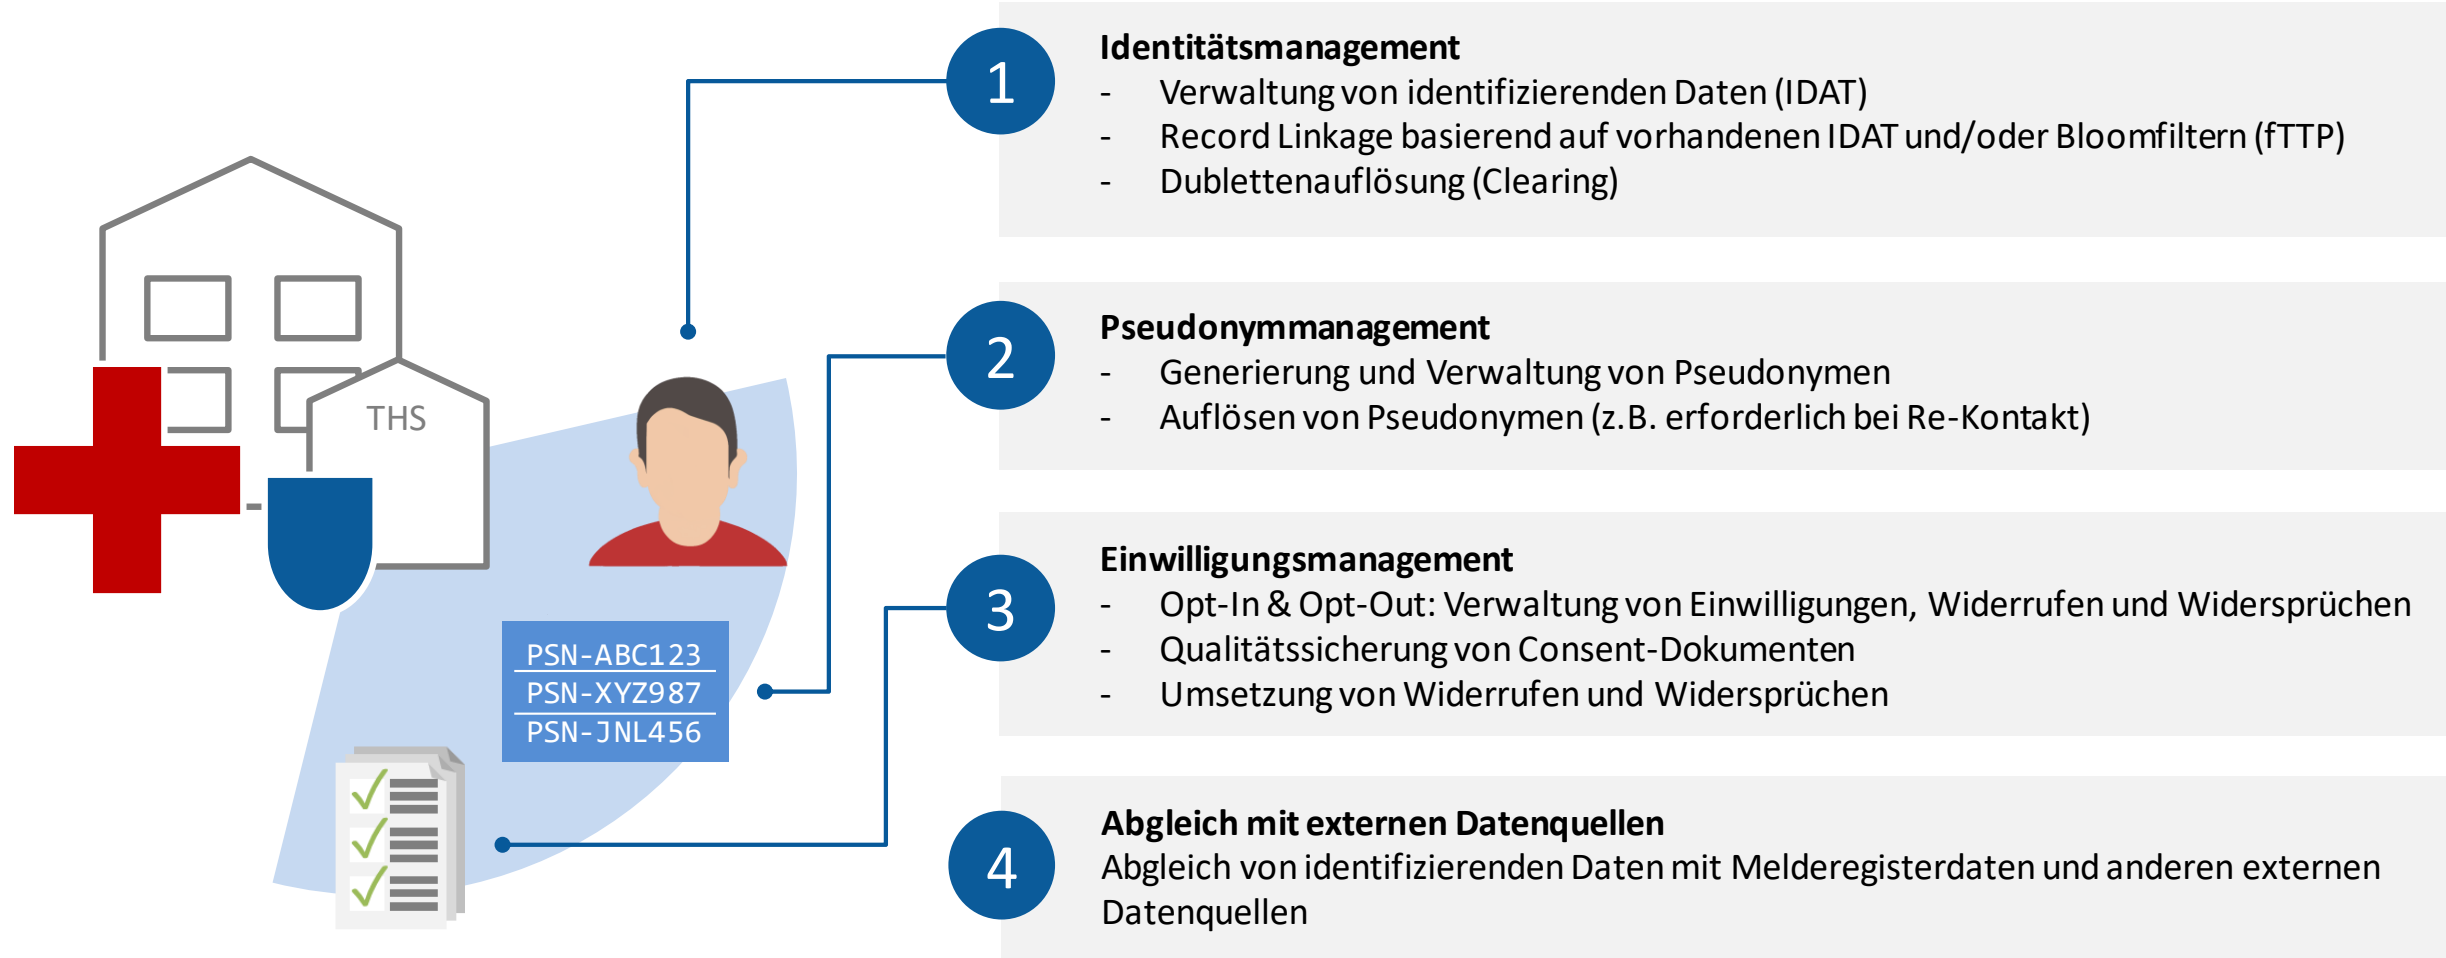 THS
PSN-ABC123
PSN-XYZ987
PSN-JNL456
1
Identitätsmanagement
- Verwaltung von identifizierenden Daten (IDAT)
- Record Linkage basierend auf vorhandenen IDAT und/oder Bloomfiltern (fTTP)
- Dublettenauflösung (Clearing)
2
Pseudonymmanagement
- Generierung und Verwaltung von Pseudonymen
- Auflösen von Pseudonymen (z.B. erforderlich bei Re-Kontakt)
3
Einwilligungsmanagement
- Opt-In & Opt-Out: Verwaltung von Einwilligungen, Widerrufen und Widersprüchen
- Qualitätssicherung von Consent-Dokumenten
- Umsetzung von Widerrufen und Widersprüchen
4
Abgleich mit externen Datenquellen
Abgleich von identifizierenden Daten mit Melderegisterdaten und anderen externen
Datenquellen